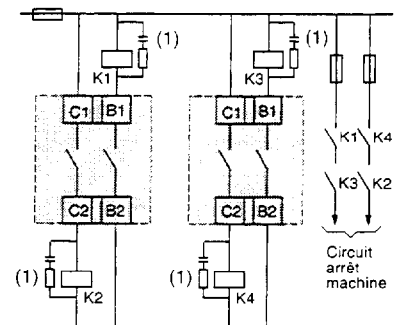 (1)
(1)
K1
K3
C1 B1
C1 B1
K1 K4
K3 K2
C2 B2
C2 B2
(1)
(1)
K2
K4
Circuit
arrêt
machine